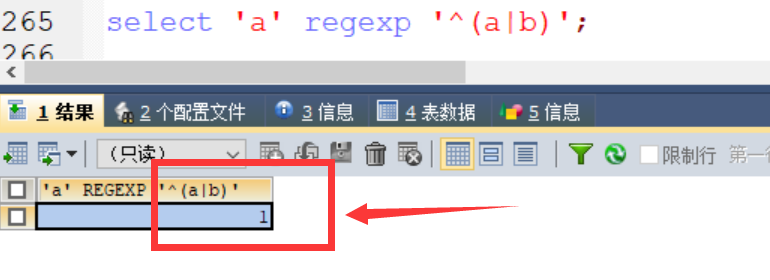 265 select 'a' regexp '^(a|b)';
266
1 结果 2 个配置文件 3 信息 4 表数据 5 信息
(只读) 限制行 第一
'a' REGEXP '^(a|b)'
1